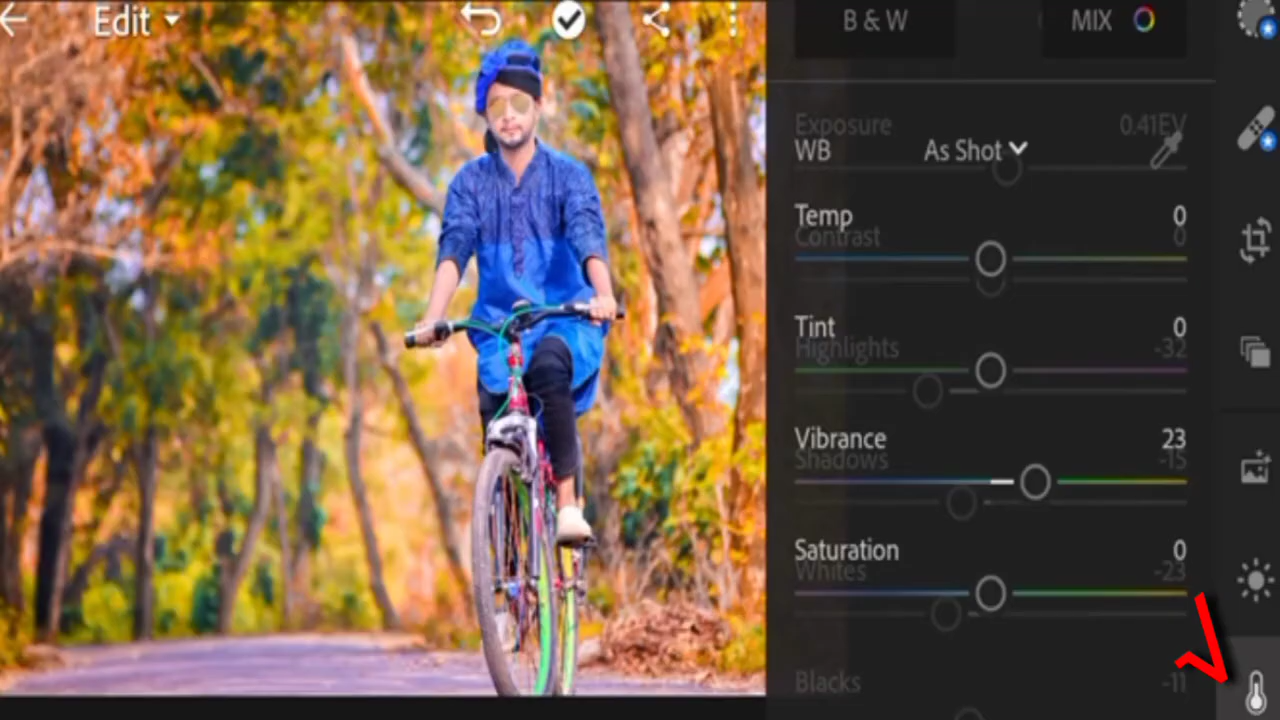 Edit
B & W
MIX
Exposure 0.41EV
WB As Shot
Temp 0
Contrast 0
Tint 0
Highlights -32
Vibrance 23
Shadows -15
Saturation 0
Whites -23
Blacks -11